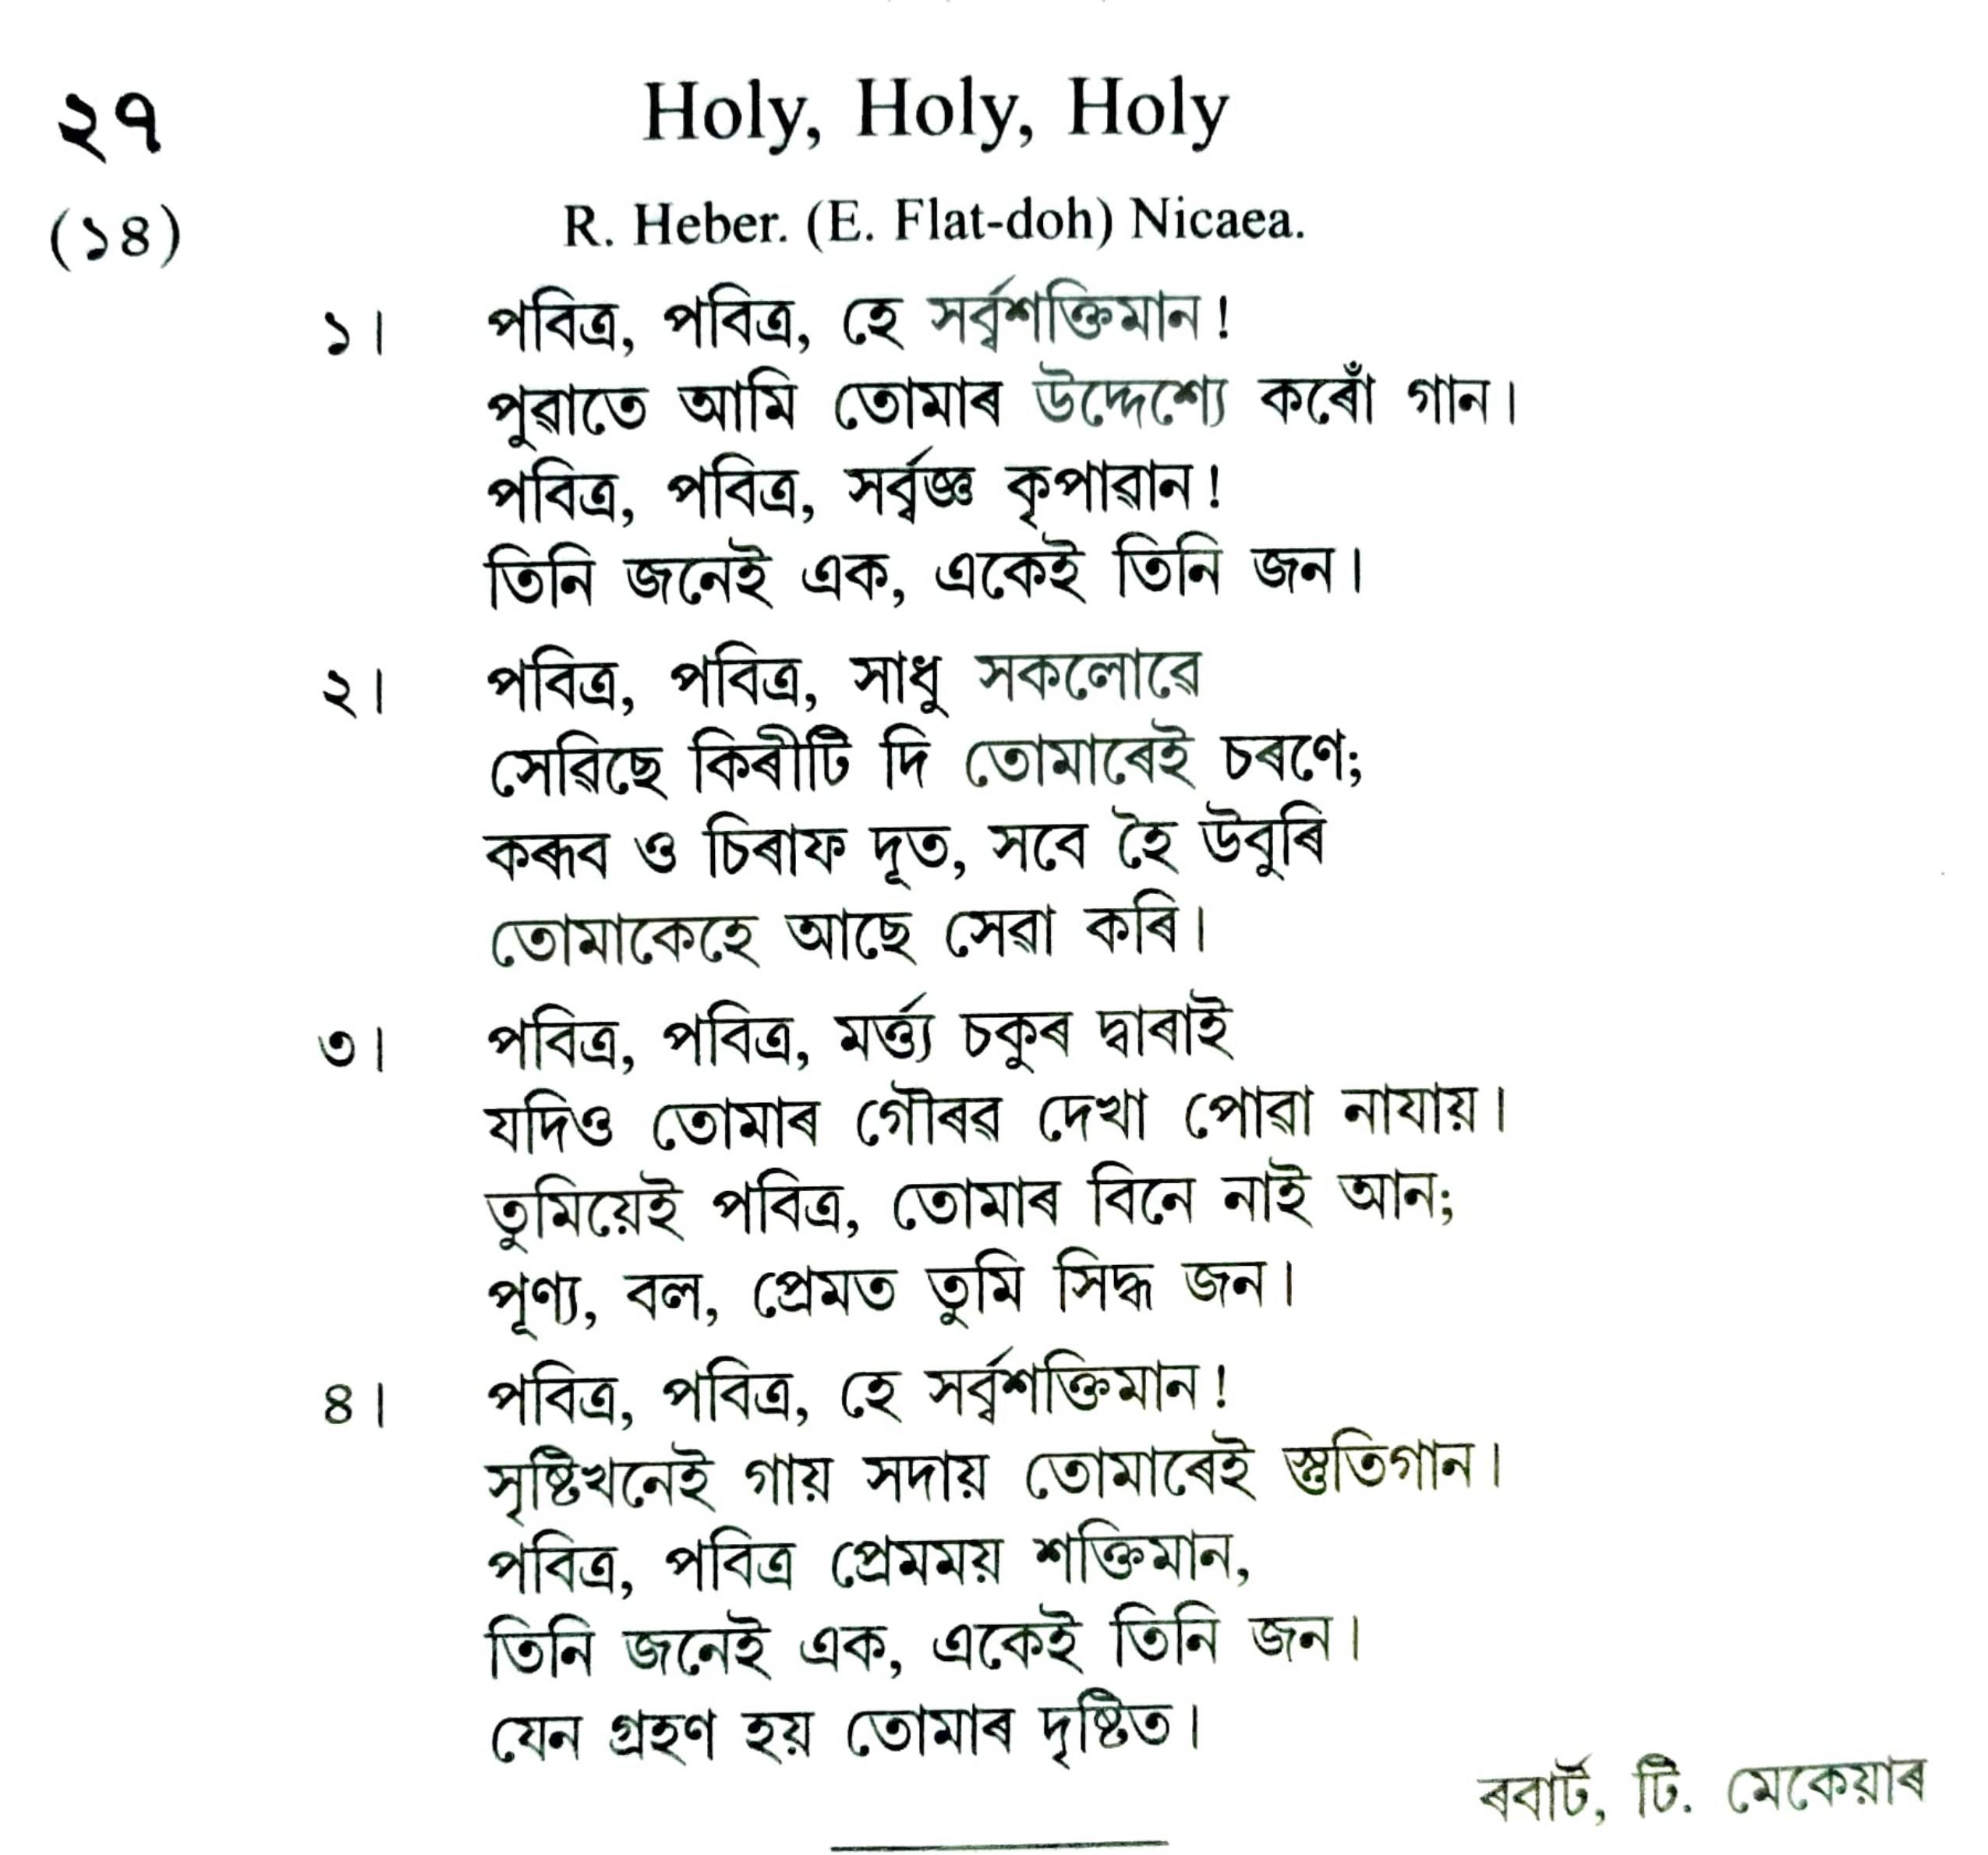 ২৭ Holy, Holy, Holy
(১৪) R. Heber. (E. Flat-doh) Nicaea.
১। পবিত্ৰ, পবিত্ৰ, হে সৰ্ব্বশক্তিমান!
পুৱাতে আমি তোমাৰ উদ্দেশ্যে কৰোঁ গান।
পবিত্ৰ, পবিত্ৰ, সৰ্ব্বজ্ঞ কৃপাৱান!
তিনি জনেই এক, একেই তিনি জন।
২। পবিত্ৰ, পবিত্ৰ, সাধু সকলোৱে
সেৱিছে কিৰীটি দি তোমাৰেই চৰণে;
কৰূব ও চিৰাফ দূত, সবে হৈ উবুৰি
তোমাকেহে আছে সেৱা কৰি।
৩। পবিত্ৰ, পবিত্ৰ, মৰ্ত্ত্য চকুৰ দ্বাৰাই
যদিও তোমাৰ গৌৰৱ দেখা পোৱা নাযায়।
তুমিয়েই পবিত্ৰ, তোমাৰ বিনে নাই আন;
পূণ্য, বল, প্ৰেমত তুমি সিদ্ধ জন।
৪। পবিত্ৰ, পবিত্ৰ, হে সৰ্ব্বশক্তিমান!
সৃষ্টিখনেই গায় সদায় তোমাৰেই স্তুতিগান।
পবিত্ৰ, পবিত্ৰ প্ৰেমময় শক্তিমান,
তিনি জনেই এক, একেই তিনি জন।
যেন গ্ৰহণ হয় তোমাৰ দৃষ্টিত।
ৰবাৰ্ট, টি. মেকেয়াৰ